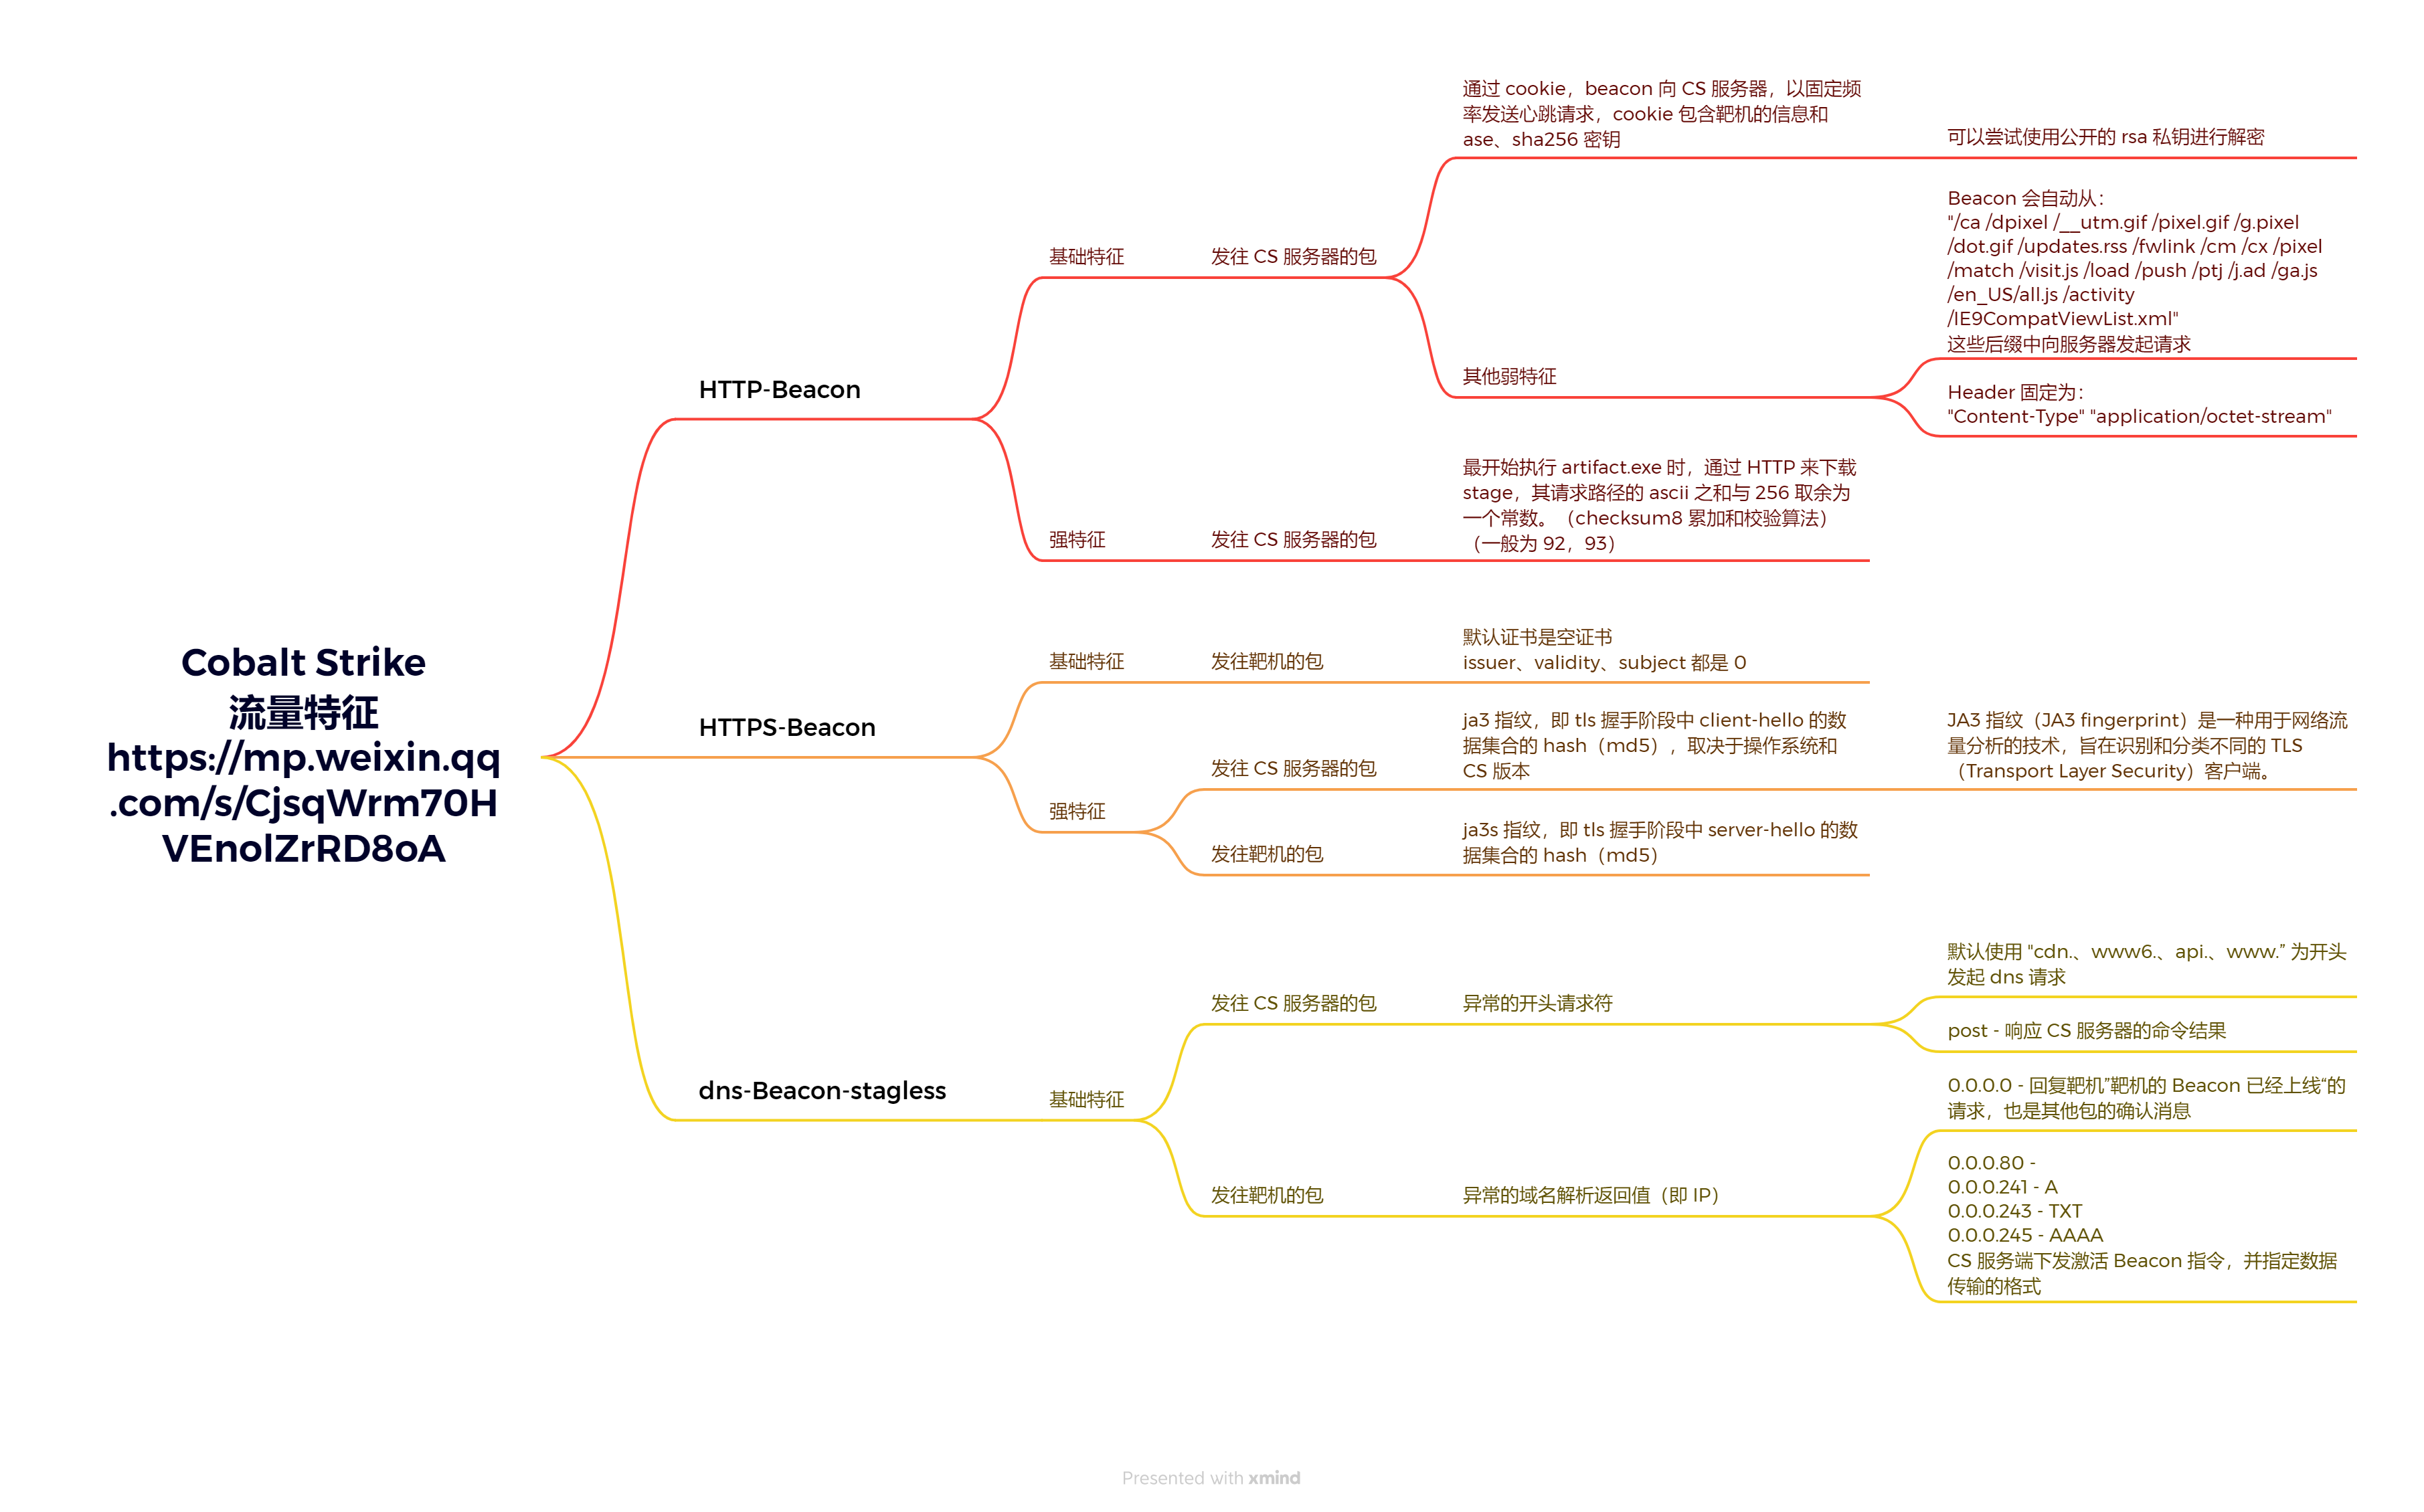 Cobalt Strike
流量特征
https://mp.weixin.qq
.com/s/CjsqWrm70H
VEnolZrRD8oA
HTTP-Beacon
基础特征
发往 CS 服务器的包
通过 cookie，beacon 向 CS 服务器，以固定频
率发送心跳请求，cookie 包含靶机的信息和
ase、sha256 密钥
可以尝试使用公开的 rsa 私钥进行解密
其他弱特征
Beacon 会自动从：
"/ca /dpixel /__utm.gif /pixel.gif /g.pixel
/dot.gif /updates.rss /fwlink /cm /cx /pixel
/match /visit.js /load /push /ptj /j.ad /ga.js
/en_US/all.js /activity
/IE9CompatViewList.xml"
这些后缀中向服务器发起请求
Header 固定为：
"Content-Type" "application/octet-stream"
强特征
发往 CS 服务器的包
最开始执行 artifact.exe 时，通过 HTTP 来下载
stage，其请求路径的 ascii 之和与 256 取余为
一个常数。（checksum8 累加和校验算法）
（一般为 92，93）
HTTPS-Beacon
基础特征
发往靶机的包
默认证书是空证书
issuer、validity、subject 都是 0
强特征
发往 CS 服务器的包
ja3 指纹，即 tls 握手阶段中 client-hello 的数
据集合的 hash（md5），取决于操作系统和
CS 版本
JA3 指纹（JA3 fingerprint）是一种用于网络流
量分析的技术，旨在识别和分类不同的 TLS
（Transport Layer Security）客户端。
发往靶机的包
ja3s 指纹，即 tls 握手阶段中 server-hello 的数
据集合的 hash（md5）
dns-Beacon-stagless
基础特征
发往 CS 服务器的包
异常的开头请求符
默认使用 "cdn.、www6.、api.、www.” 为开头
发起 dns 请求
post - 响应 CS 服务器的命令结果
发往靶机的包
异常的域名解析返回值（即 IP）
0.0.0.0 - 回复靶机”靶机的 Beacon 已经上线“的
请求，也是其他包的确认消息
0.0.0.80 -
0.0.0.241 - A
0.0.0.243 - TXT
0.0.0.245 - AAAA
CS 服务端下发激活 Beacon 指令，并指定数据
传输的格式
Presented with xmind